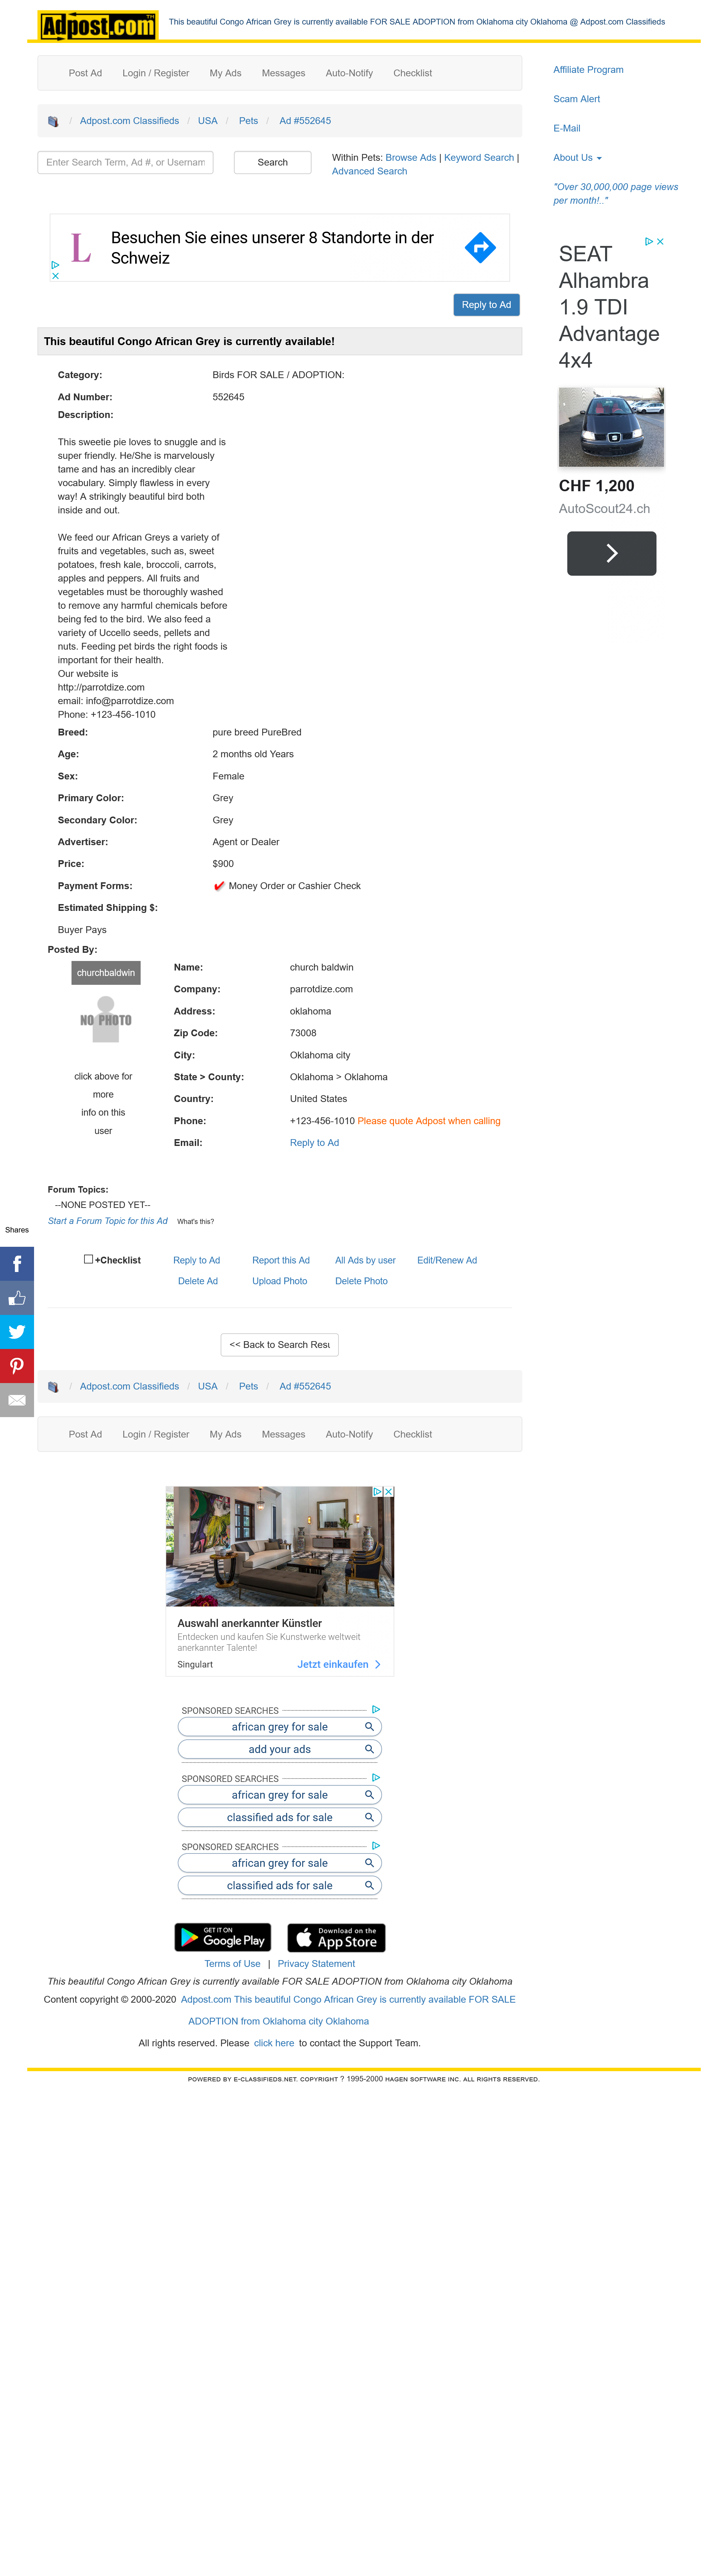 Adpost.com™
This beautiful Congo African Grey is currently available FOR SALE ADOPTION from Oklahoma city Oklahoma @ Adpost.com Classifieds
Post Ad Login / Register My Ads Messages Auto-Notify Checklist
/ Adpost.com Classifieds / USA / Pets / Ad #552645
Enter Search Term, Ad #, or Usernam
Search
Within Pets: Browse Ads | Keyword Search |
Advanced Search
Affiliate Program
Scam Alert
E-Mail
About Us
"Over 30,000,000 page views
per month!.."
L
Besuchen Sie eines unserer 8 Standorte in der
Schweiz
SEAT
Alhambra
1.9 TDI
Advantage
4x4
CHF 1,200
AutoScout24.ch
Reply to Ad
This beautiful Congo African Grey is currently available!
Category: Birds FOR SALE / ADOPTION:
Ad Number: 552645
Description:
This sweetie pie loves to snuggle and is
super friendly. He/She is marvelously
tame and has an incredibly clear
vocabulary. Simply flawless in every
way! A strikingly beautiful bird both
inside and out.
We feed our African Greys a variety of
fruits and vegetables, such as, sweet
potatoes, fresh kale, broccoli, carrots,
apples and peppers. All fruits and
vegetables must be thoroughly washed
to remove any harmful chemicals before
being fed to the bird. We also feed a
variety of Uccello seeds, pellets and
nuts. Feeding pet birds the right foods is
important for their health.
Our website is
http://parrotdize.com
email: info@parrotdize.com
Phone: +123-456-1010
Breed: pure breed PureBred
Age: 2 months old Years
Sex: Female
Primary Color: Grey
Secondary Color: Grey
Advertiser: Agent or Dealer
Price: $900
Payment Forms: Money Order or Cashier Check
Estimated Shipping $:
Buyer Pays
Posted By:
churchbaldwin
NO PHOTO
click above for
more
info on this
user
Name: church baldwin
Company: parrotdize.com
Address: oklahoma
Zip Code: 73008
City: Oklahoma city
State > County: Oklahoma > Oklahoma
Country: United States
Phone: +123-456-1010 Please quote Adpost when calling
Email: Reply to Ad
Forum Topics:
--NONE POSTED YET--
Start a Forum Topic for this Ad What's this?
Shares
+Checklist Reply to Ad Report this Ad All Ads by user Edit/Renew Ad
Delete Ad Upload Photo Delete Photo
<< Back to Search Resu
/ Adpost.com Classifieds / USA / Pets / Ad #552645
Post Ad Login / Register My Ads Messages Auto-Notify Checklist
Auswahl anerkannter Künstler
Entdecken und kaufen Sie Kunstwerke weltweit
anerkannter Talente!
Singulart Jetzt einkaufen
SPONSORED SEARCHES
african grey for sale
add your ads
SPONSORED SEARCHES
african grey for sale
classified ads for sale
SPONSORED SEARCHES
african grey for sale
classified ads for sale
GET IT ON
Google Play
Download on the
App Store
Terms of Use | Privacy Statement
This beautiful Congo African Grey is currently available FOR SALE ADOPTION from Oklahoma city Oklahoma
Content copyright © 2000-2020 Adpost.com This beautiful Congo African Grey is currently available FOR SALE
ADOPTION from Oklahoma city Oklahoma
All rights reserved. Please click here to contact the Support Team.
POWERED BY E-CLASSIFIEDS.NET. COPYRIGHT ? 1995-2000 HAGEN SOFTWARE INC. ALL RIGHTS RESERVED.